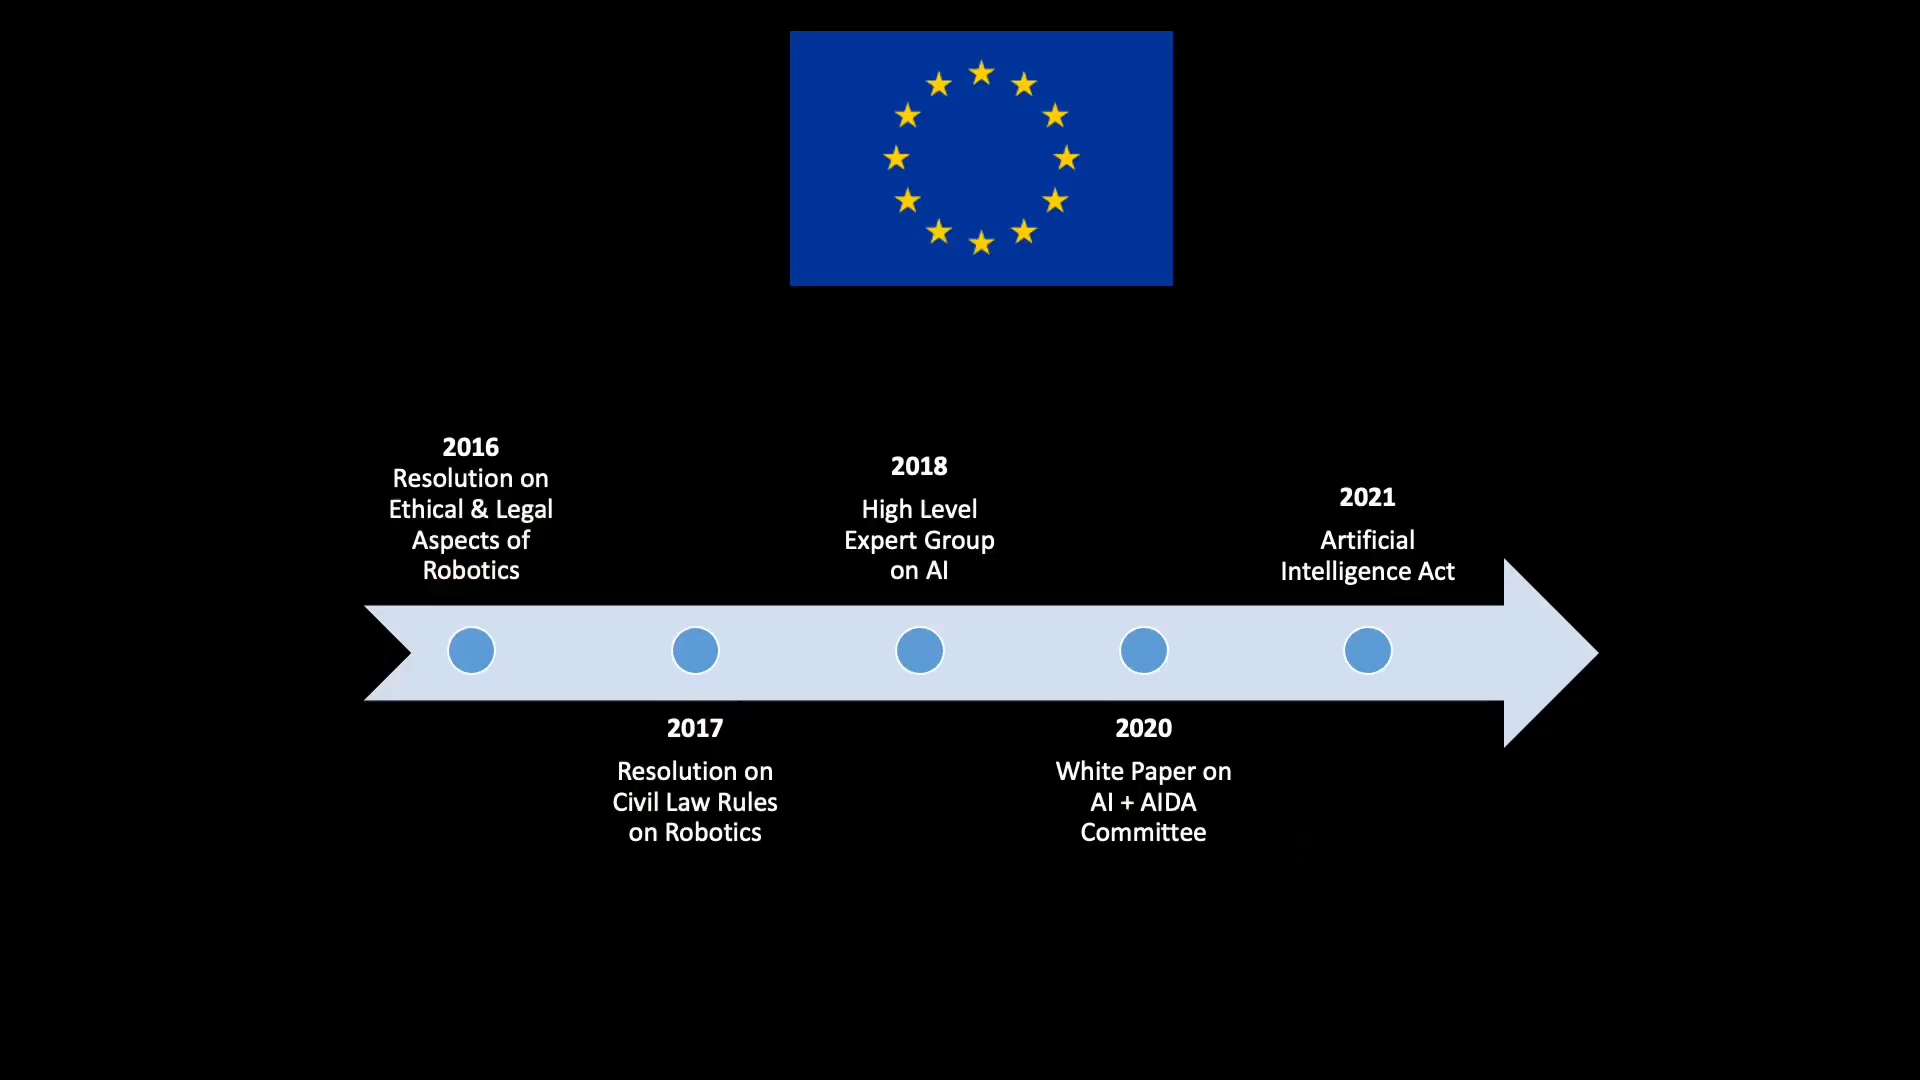 2016
Resolution on
Ethical & Legal
Aspects of
Robotics
2017
Resolution on
Civil Law Rules
on Robotics
2018
High Level
Expert Group
on AI
2020
White Paper on
AI + AIDA
Committee
2021
Artificial
Intelligence Act